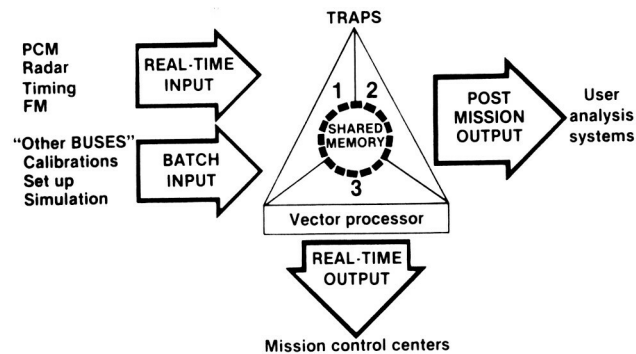 TRAPS
PCM
Radar
Timing
FM
REAL-TIME
INPUT
"Other BUSES"
Calibrations
Set up
Simulation
BATCH
INPUT
1 2
SHARED
MEMORY
3
Vector processor
POST
MISSION
OUTPUT
User
analysis
systems
REAL-TIME
OUTPUT
Mission control centers